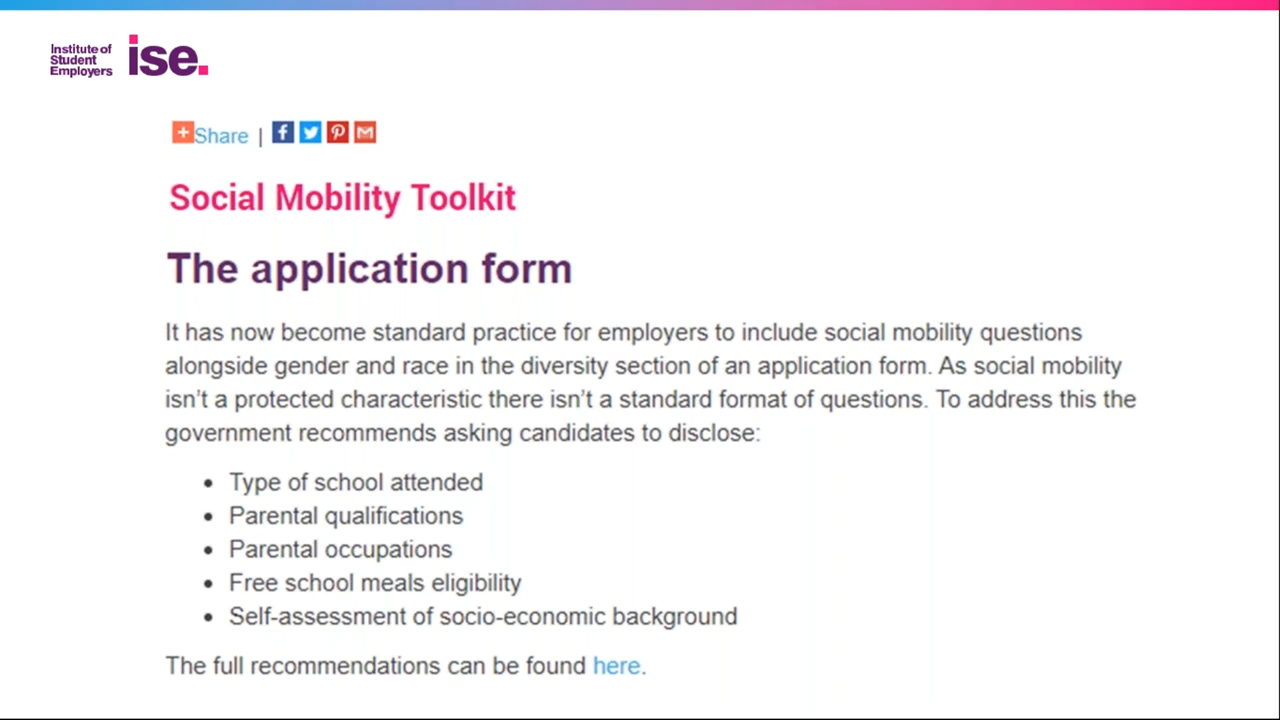 Institute of
Student
Employers
ise.
Share |
Social Mobility Toolkit
The application form
It has now become standard practice for employers to include social mobility questions
alongside gender and race in the diversity section of an application form. As social mobility
isn’t a protected characteristic there isn’t a standard format of questions. To address this the
government recommends asking candidates to disclose:
• Type of school attended
• Parental qualifications
• Parental occupations
• Free school meals eligibility
• Self-assessment of socio-economic background
The full recommendations can be found here.